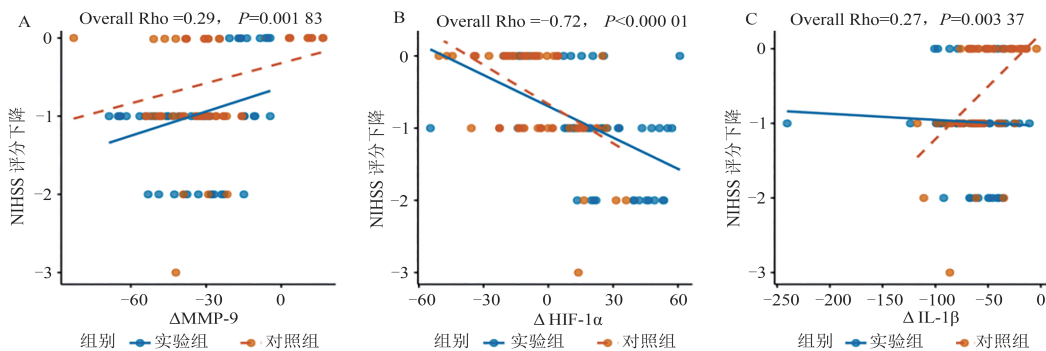 A
Overall Rho =0.29， P=0.001 83
NIHSS 评分下降
0
−1
−2
−3
−60
−30
0
ΔMMP-9
组别 实验组 对照组
B
Overall Rho =−0.72， P<0.000 01
NIHSS 评分下降
0
−1
−2
−3
−60
−30
0
30
60
Δ HIF-1α
组别 实验组 对照组
C
Overall Rho=0.27， P=0.003 37
NIHSS 评分下降
0
−1
−2
−3
−250
−200
−150
−100
−50
0
Δ IL-1β
组别 实验组 对照组